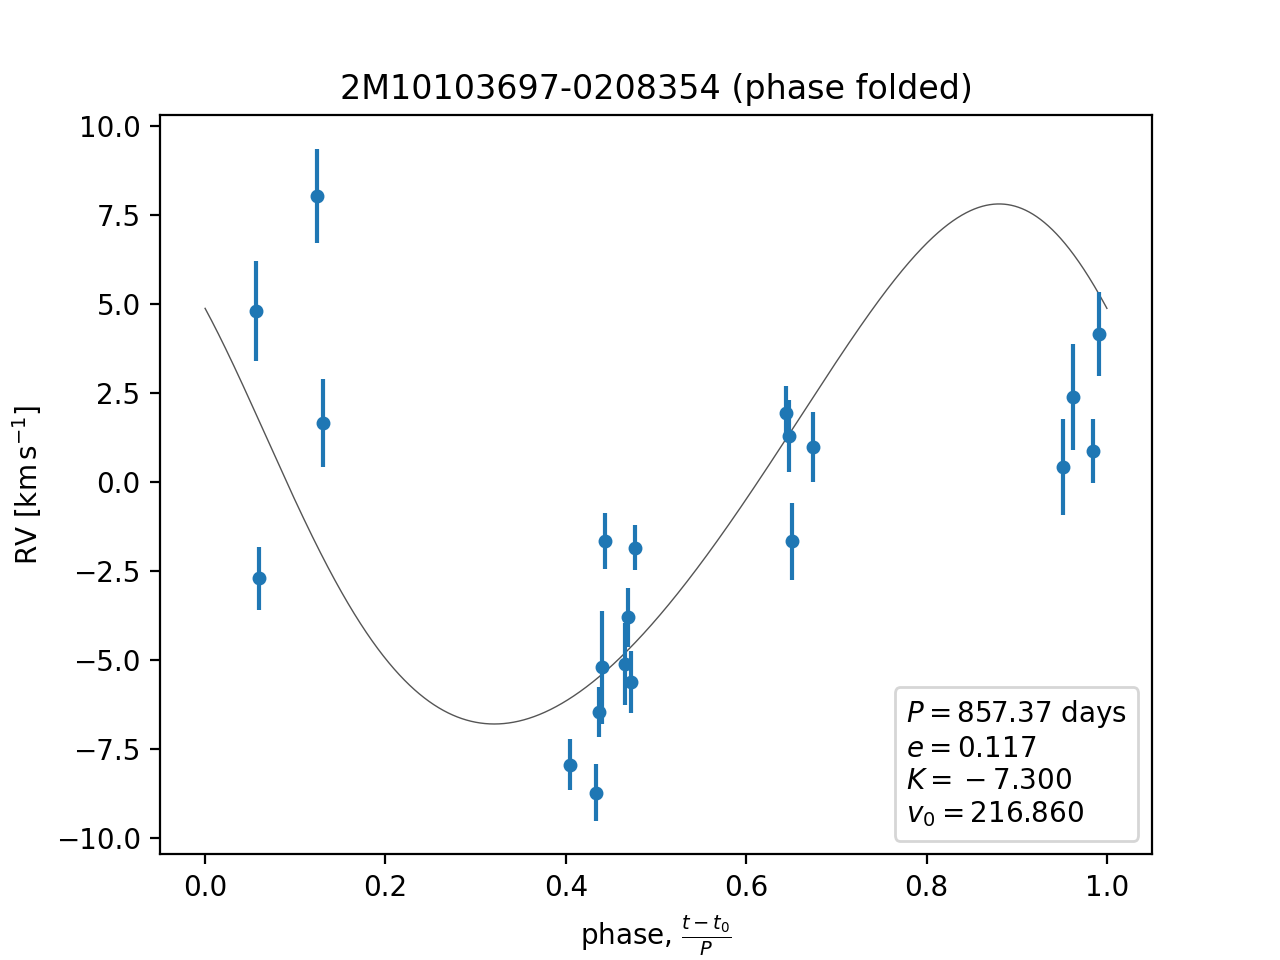 2M10103697-0208354 (phase folded)
10.0
7.5
5.0
2.5
0.0
−2.5
−5.0
−7.5
−10.0
RV [km s⁻¹]
P = 857.37 days
e = 0.117
K = −7.300
v₀ = 216.860
0.0 0.2 0.4 0.6 0.8 1.0
phase, (t − t₀)/P